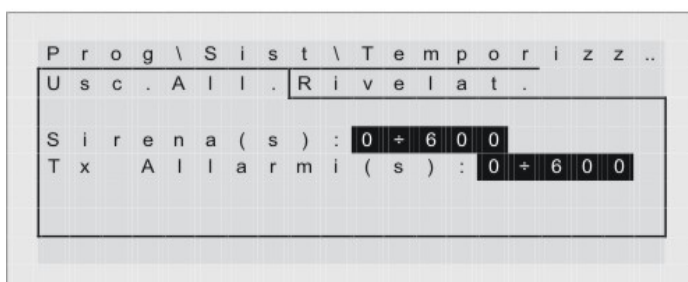 Prog\Sist\Temporizz..
Usc.All. Rivelat.
Sirena(s):0÷600
Tx Allarmi(s):0÷600